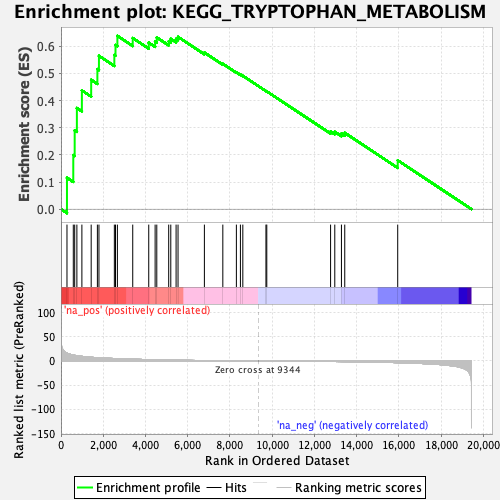 Enrichment plot: KEGG_TRYPTOPHAN_METABOLISM
Enrichment score (ES)
0.6
0.5
0.4
0.3
0.2
0.1
0.0
'na_pos' (positively correlated)
Ranked list metric (PreRanked)
100
50
0
-50
-100
-150
Zero cross at 9344
'na_neg' (negatively correlated)
0
2,000
4,000
6,000
8,000
10,000
12,000
14,000
16,000
18,000
20,000
Rank in Ordered Dataset
Enrichment profile
Hits
Ranking metric scores